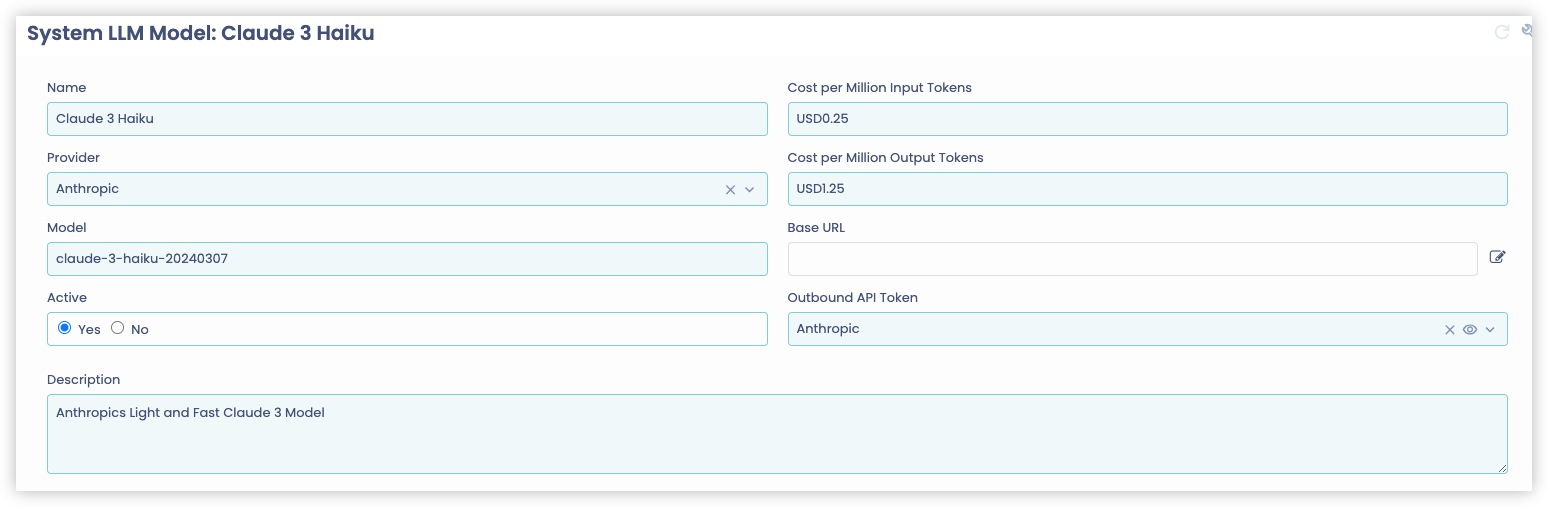 System LLM Model: Claude 3 Haiku
Name
Claude 3 Haiku
Cost per Million Input Tokens
USD0.25
Provider
Anthropic
Cost per Million Output Tokens
USD1.25
Model
claude-3-haiku-20240307
Base URL
Active
Yes No
Outbound API Token
Anthropic
Description
Anthropics Light and Fast Claude 3 Model